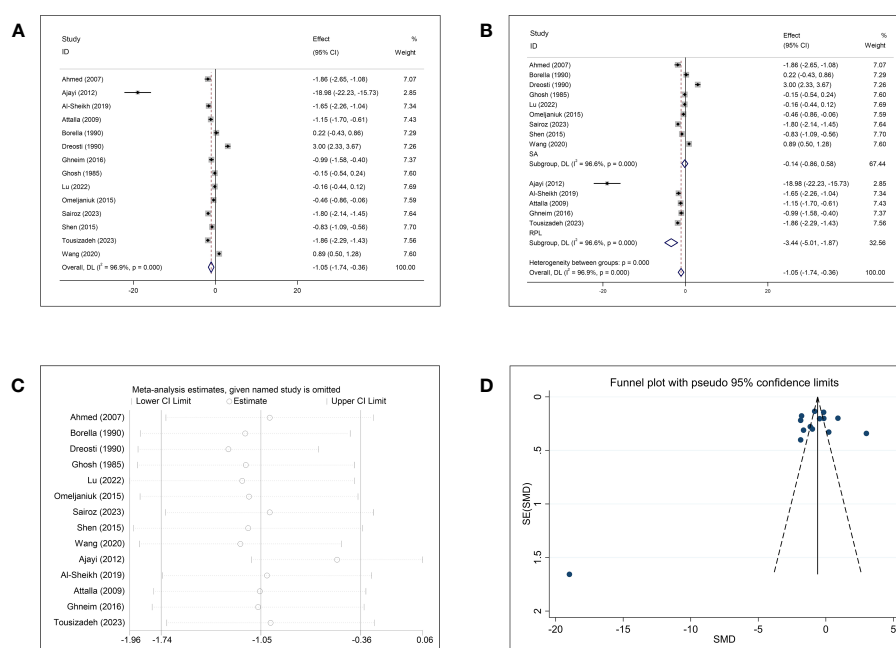 A
Study Effect %
ID (95% CI) Weight
Ahmed (2007) -1.86 (-2.65, -1.08) 7.07
Ajayi (2012) -18.98 (-22.23, -15.73) 2.85
Al-Sheikh (2019) -1.65 (-2.26, -1.04) 7.34
Attalla (2009) -1.15 (-1.70, -0.61) 7.43
Borella (1990) 0.22 (-0.43, 0.86) 7.29
Dreosti (1990) 3.00 (2.33, 3.67) 7.26
Ghneim (2016) -0.99 (-1.58, -0.40) 7.37
Ghosh (1985) -0.15 (-0.54, 0.24) 7.60
Lu (2022) -0.16 (-0.44, 0.12) 7.69
Omeljaniuk (2015) -0.46 (-0.86, -0.06) 7.59
Sairoz (2023) -1.80 (-2.14, -1.45) 7.64
Shen (2015) -0.83 (-1.09, -0.56) 7.70
Tousizadeh (2023) -1.86 (-2.29, -1.43) 7.56
Wang (2020) 0.89 (0.50, 1.28) 7.60
Overall, DL (I² = 96.9%, p = 0.000) -1.05 (-1.74, -0.36) 100.00
-20 0 20
B
Study Effect %
ID (95% CI) Weight
Ahmed (2007) -1.86 (-2.65, -1.08) 7.07
Borella (1990) 0.22 (-0.43, 0.86) 7.29
Dreosti (1990) 3.00 (2.33, 3.67) 7.26
Ghosh (1985) -0.15 (-0.54, 0.24) 7.60
Lu (2022) -0.16 (-0.44, 0.12) 7.69
Omeljaniuk (2015) -0.46 (-0.86, -0.06) 7.59
Sairoz (2023) -1.80 (-2.14, -1.45) 7.64
Shen (2015) -0.83 (-1.09, -0.56) 7.70
Wang (2020) 0.89 (0.50, 1.28) 7.60
SA
Subgroup, DL (I² = 96.6%, p = 0.000) -0.14 (-0.86, 0.58) 67.44
Ajayi (2012) -18.98 (-22.23, -15.73) 2.85
Al-Sheikh (2019) -1.65 (-2.26, -1.04) 7.34
Attalla (2009) -1.15 (-1.70, -0.61) 7.43
Ghneim (2016) -0.99 (-1.58, -0.40) 7.37
Tousizadeh (2023) -1.86 (-2.29, -1.43) 7.56
RPL
Subgroup, DL (I² = 96.6%, p = 0.000) -3.44 (-5.01, -1.87) 32.56
Heterogeneity between groups: p = 0.000
Overall, DL (I² = 96.9%, p = 0.000) -1.05 (-1.74, -0.36) 100.00
-20 0 20
C
Meta-analysis estimates, given named study is omitted
Lower CI Limit Estimate Upper CI Limit
Ahmed (2007)
Borella (1990)
Dreosti (1990)
Ghosh (1985)
Lu (2022)
Omeljaniuk (2015)
Sairoz (2023)
Shen (2015)
Wang (2020)
Ajayi (2012)
Al-Sheikh (2019)
Attalla (2009)
Ghneim (2016)
Tousizadeh (2023)
-1.96 -1.74 -1.05 -0.36 0.06
D
Funnel plot with pseudo 95% confidence limits
SE(SMD)
0
.5
1
1.5
2
-20 -15 -10 -5 0 5
SMD